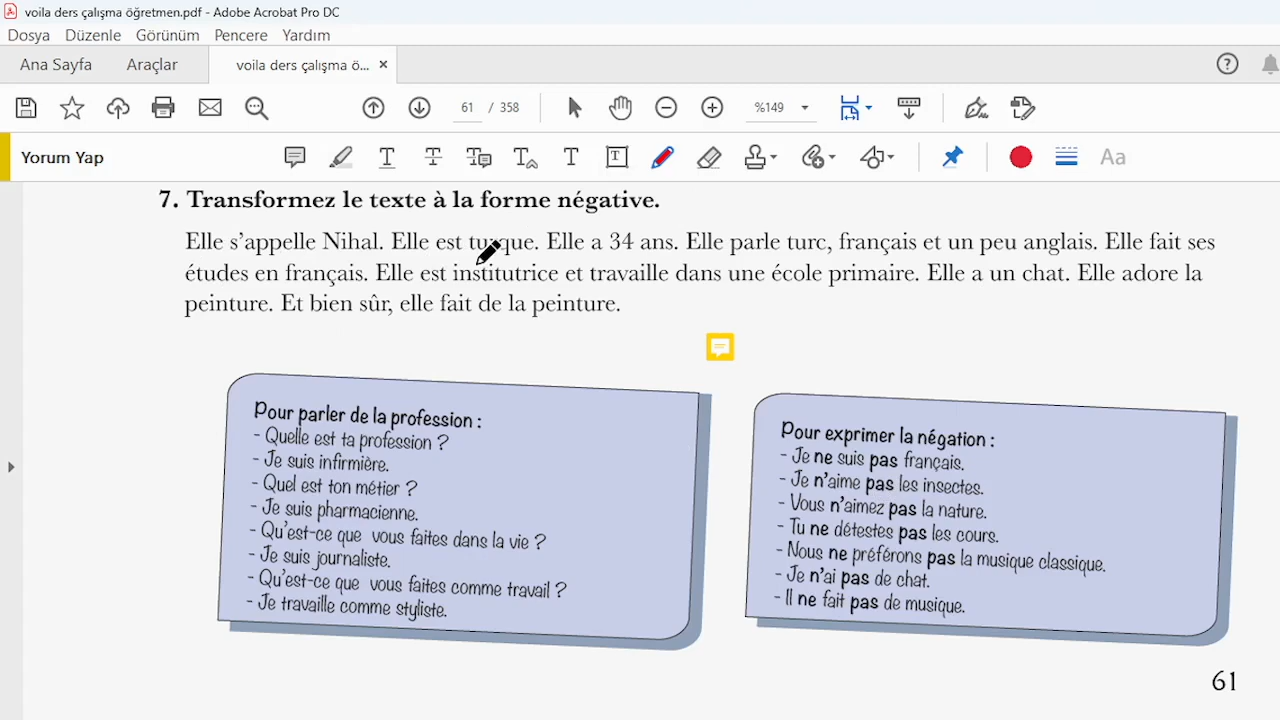 voila ders çalışma öğretmen.pdf - Adobe Acrobat Pro DC
Dosya Düzenle Görünüm Pencere Yardım
Ana Sayfa Araçlar voila ders çalışma ö... ×
61 / 358 %149
Yorum Yap
7. Transformez le texte à la forme négative.
Elle s'appelle Nihal. Elle est turque. Elle a 34 ans. Elle parle turc, français et un peu anglais. Elle fait ses
études en français. Elle est institutrice et travaille dans une école primaire. Elle a un chat. Elle adore la
peinture. Et bien sûr, elle fait de la peinture.
Pour parler de la profession :
- Quelle est ta profession ?
- Je suis infirmière.
- Quel est ton métier ?
- Je suis pharmacienne.
- Qu'est-ce que vous faites dans la vie ?
- Je suis journaliste.
- Qu'est-ce que vous faites comme travail ?
- Je travaille comme styliste.
Pour exprimer la négation :
- Je ne suis pas français.
- Je n'aime pas les insectes.
- Vous n'aimez pas la nature.
- Tu ne détestes pas les cours.
- Nous ne préférons pas la musique classique.
- Je n'ai pas de chat.
- Il ne fait pas de musique.
61